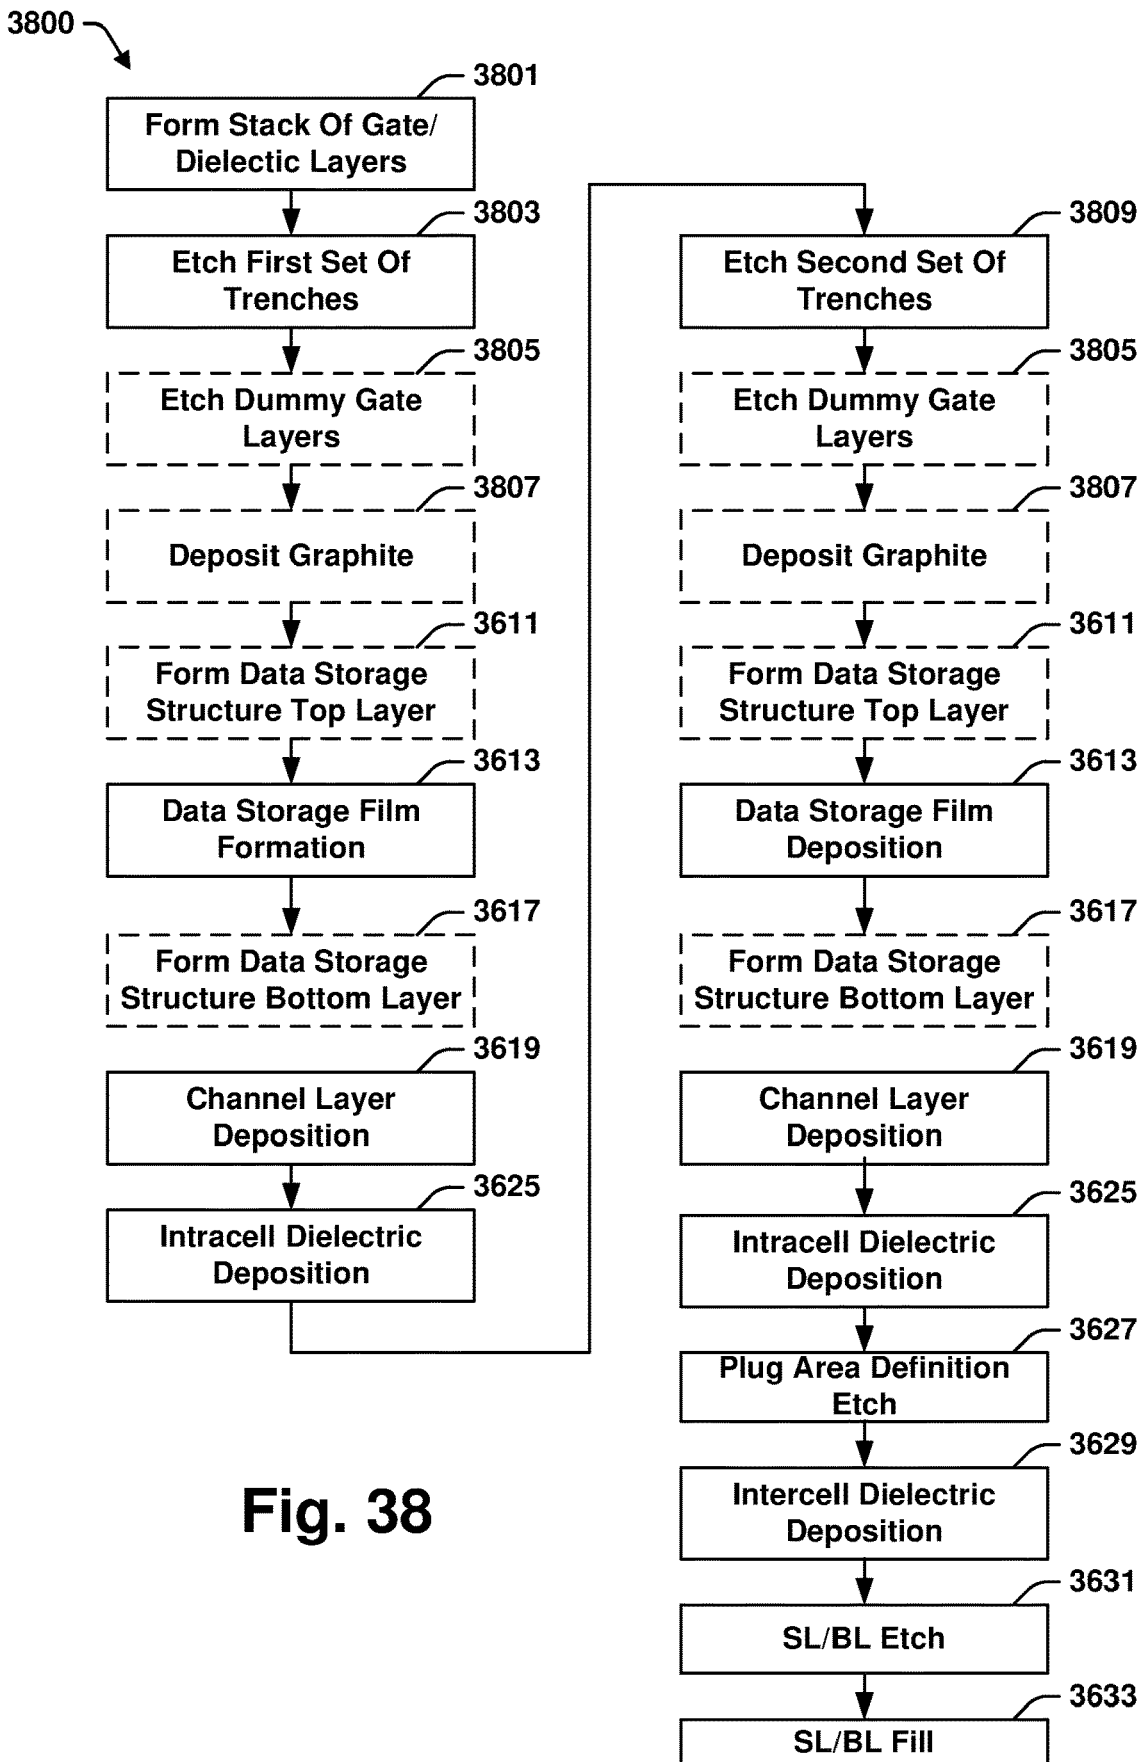 3800
3801
Form Stack Of Gate/
Dielectic Layers
3803
Etch First Set Of
Trenches
3805
Etch Dummy Gate
Layers
3807
Deposit Graphite
3611
Form Data Storage
Structure Top Layer
3613
Data Storage Film
Formation
3617
Form Data Storage
Structure Bottom Layer
3619
Channel Layer
Deposition
3625
Intracell Dielectric
Deposition
3809
Etch Second Set Of
Trenches
3805
Etch Dummy Gate
Layers
3807
Deposit Graphite
3611
Form Data Storage
Structure Top Layer
3613
Data Storage Film
Deposition
3617
Form Data Storage
Structure Bottom Layer
3619
Channel Layer
Deposition
3625
Intracell Dielectric
Deposition
3627
Plug Area Definition
Etch
3629
Intercell Dielectric
Deposition
3631
SL/BL Etch
3633
SL/BL Fill
Fig. 38